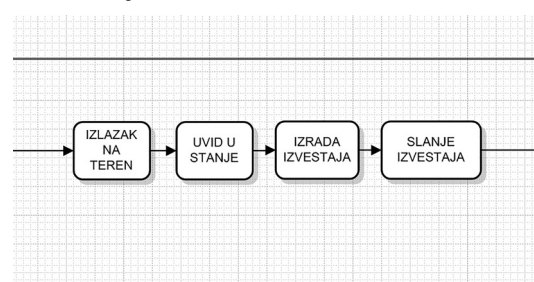 IZLAZAK
NA
TEREN
UVID U
STANJE
IZRADA
IZVESTAJA
SLANJE
IZVESTAJA